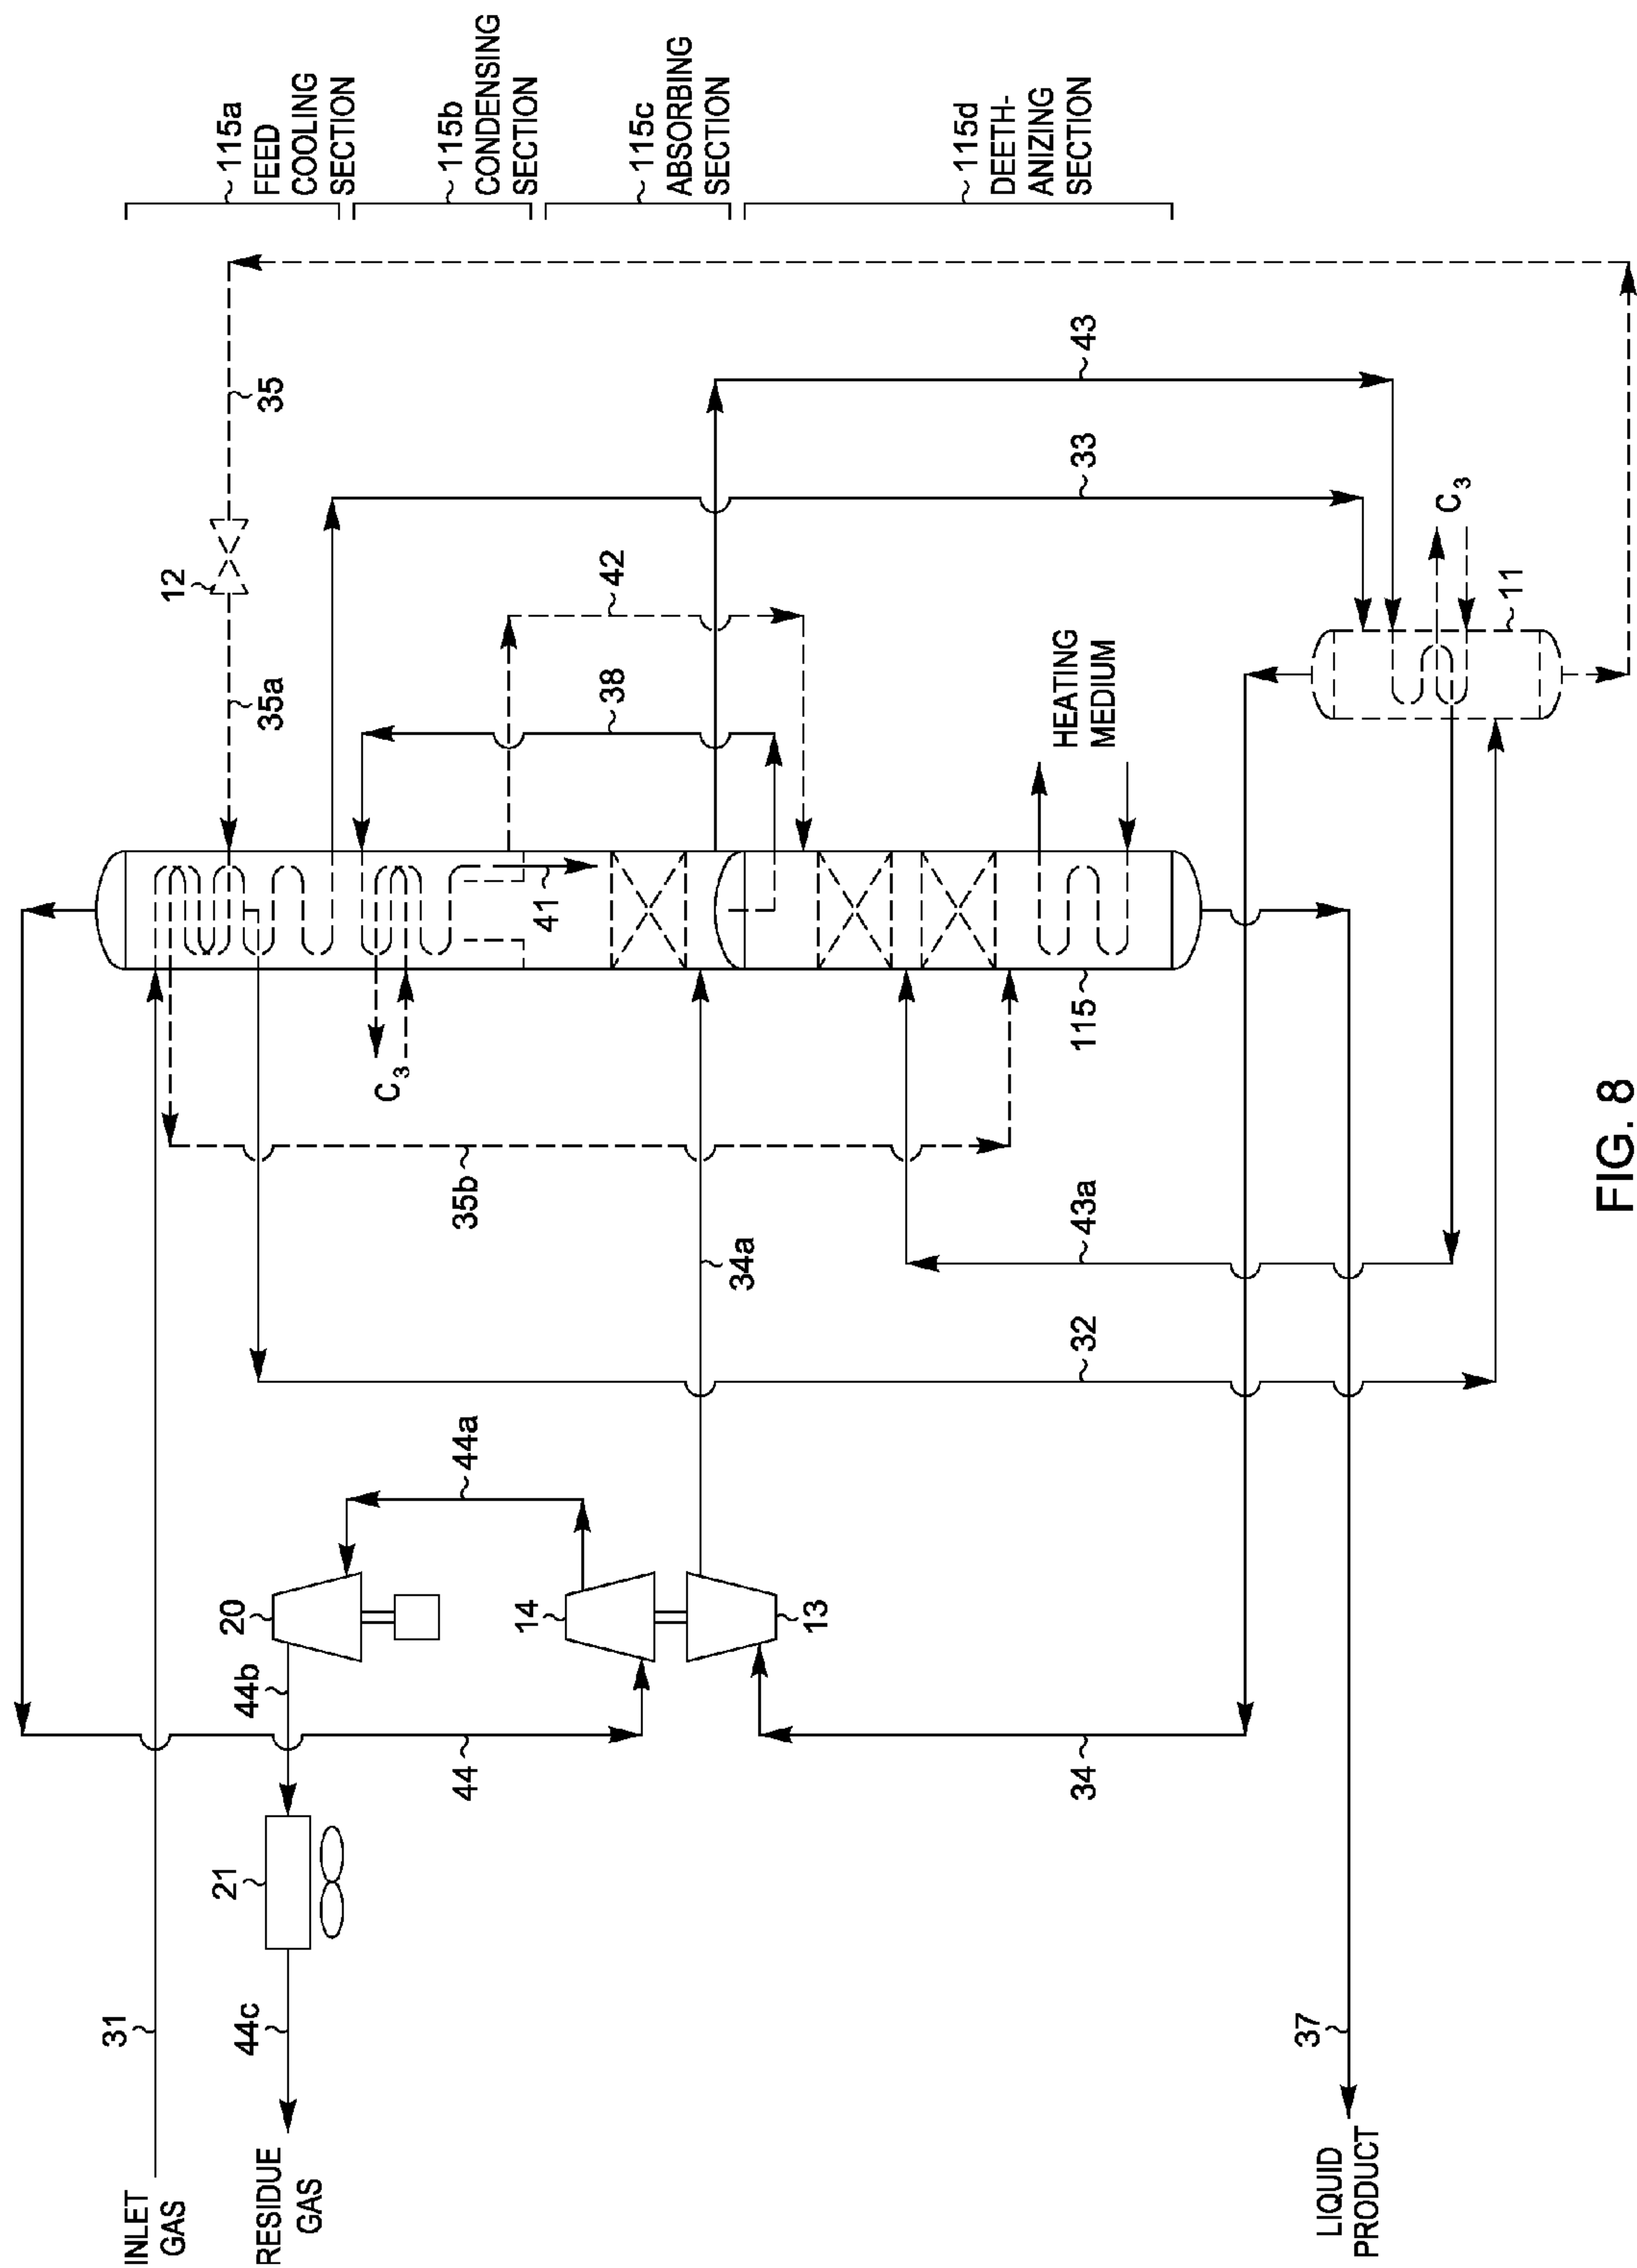 115a
FEED
COOLING
SECTION
115b
CONDENSING
SECTION
115c
ABSORBING
SECTION
115d
DEETH-
ANIZING
SECTION
35
12
35a
42
38
43
33
41
HEATING
MEDIUM
C3
11
C3
115
35b
34a
43a
32
44a
20
14
13
44b
44
34
21
31
44c
37
INLET
GAS
RESIDUE
GAS
LIQUID
PRODUCT
FIG. 8